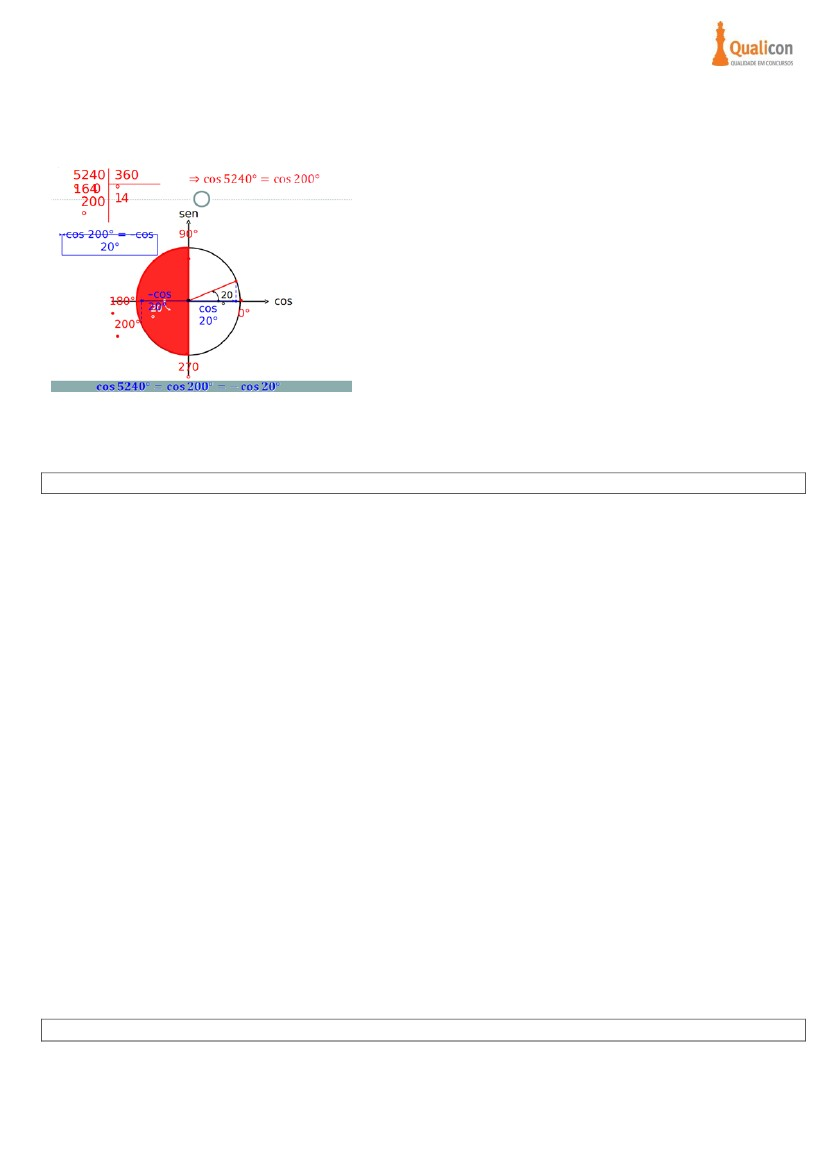 Qualicon
QUALIDADE EM CONCURSOS
5240 360
° °
1640
14
200
°
⇒ cos 5240° = cos 200°
sen
90°
cos 200° = –cos
20°
180°
–cos
20°
20
°
cos
cos
20°
0°
200°
270
°
cos 5240° = cos 200° = − cos 20°